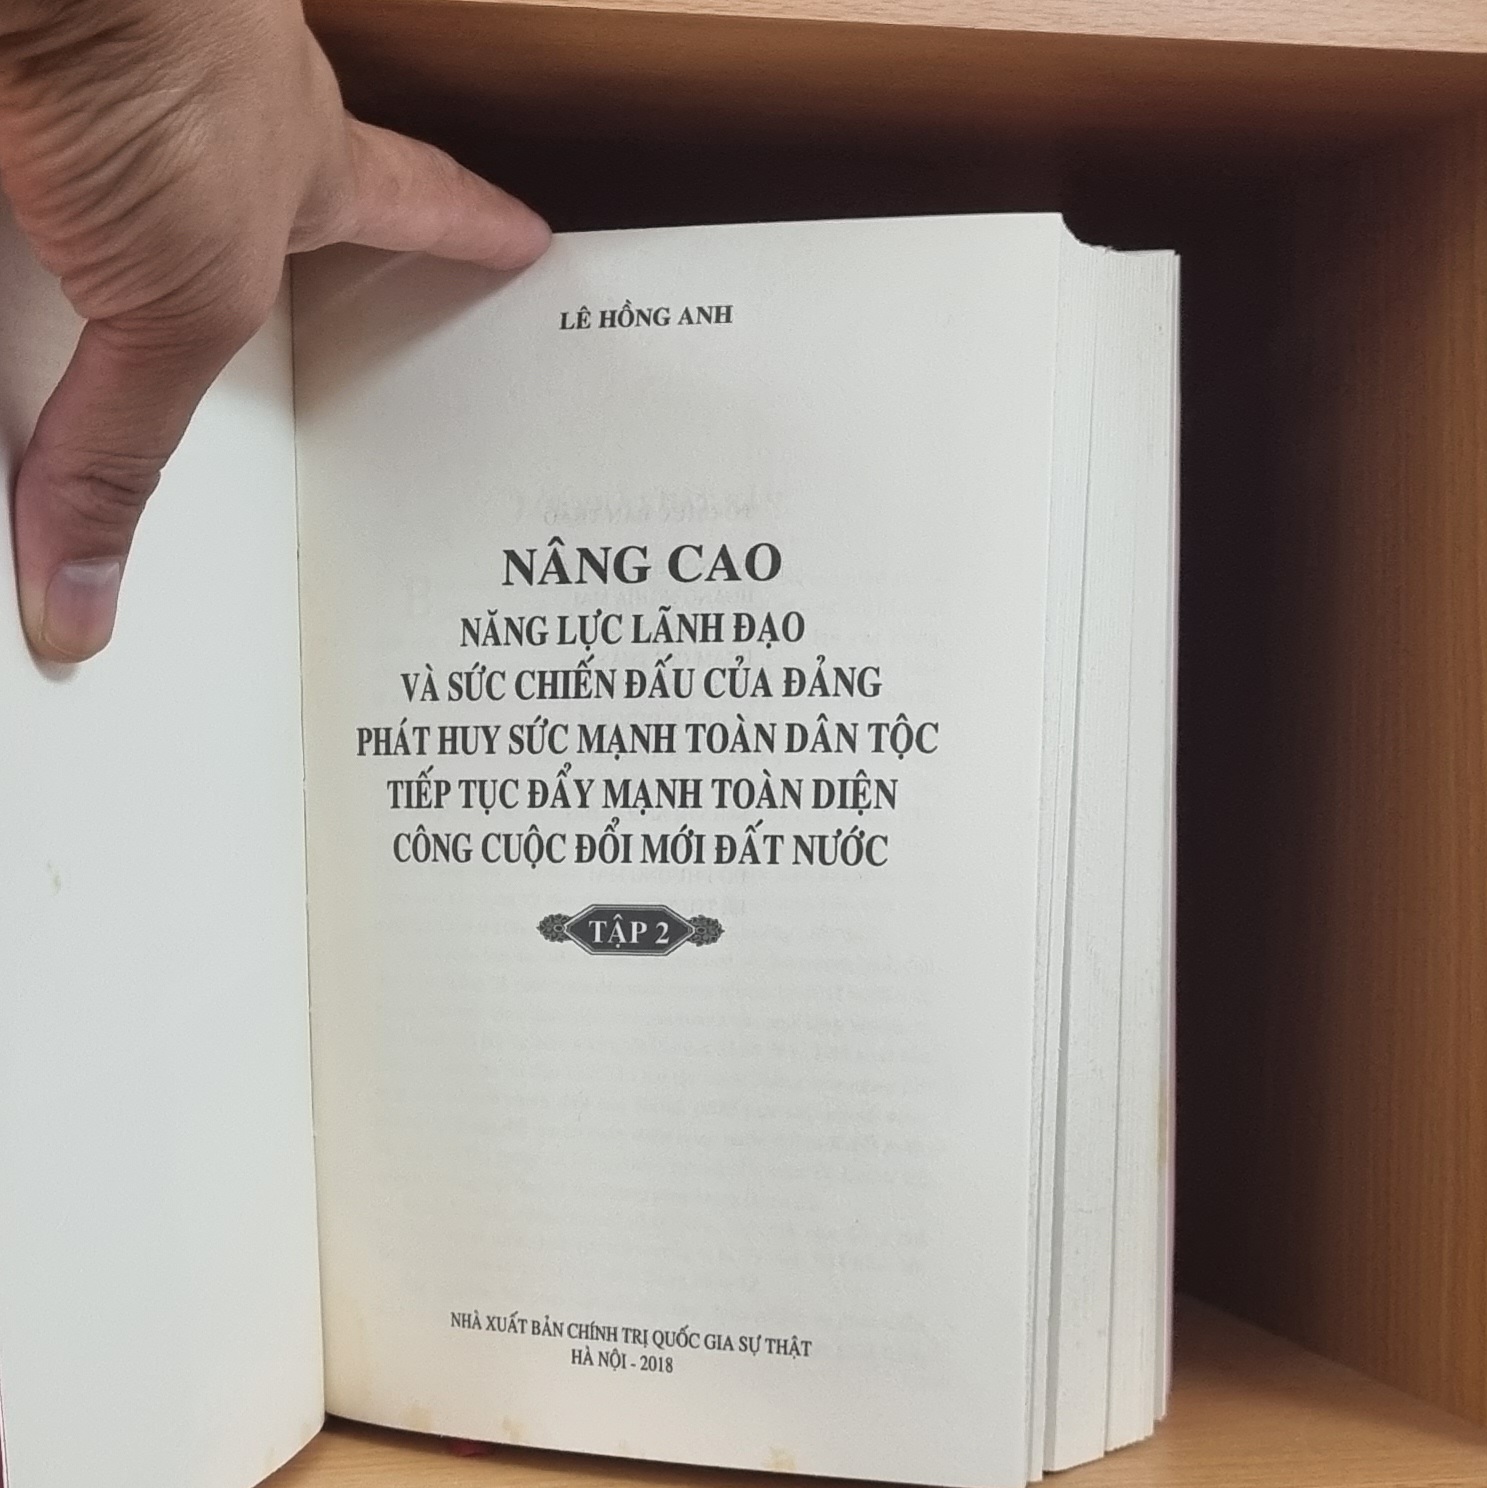 LÊ HỒNG ANH
NÂNG CAO
NĂNG LỰC LÃNH ĐẠO
VÀ SỨC CHIẾN ĐẤU CỦA ĐẢNG
PHÁT HUY SỨC MẠNH TOÀN DÂN TỘC
TIẾP TỤC ĐẨY MẠNH TOÀN DIỆN
CÔNG CUỘC ĐỔI MỚI ĐẤT NƯỚC
TẬP 2
NHÀ XUẤT BẢN CHÍNH TRỊ QUỐC GIA SỰ THẬT
HÀ NỘI - 2018